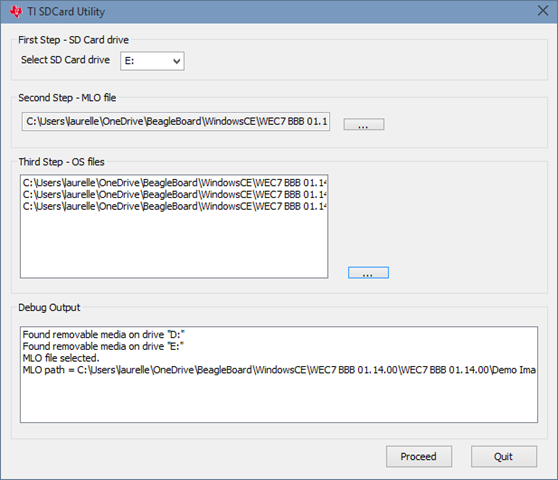 TI SDCard Utility
First Step - SD Card drive
Select SD Card drive E:
Second Step - MLO file
C:\Users\laurelle\OneDrive\BeagleBoard\WindowsCE\WEC7 BBB 01.1
...
Third Step - OS files
C:\Users\laurelle\OneDrive\BeagleBoard\WindowsCE\WEC7 BBB 01.14
C:\Users\laurelle\OneDrive\BeagleBoard\WindowsCE\WEC7 BBB 01.14
C:\Users\laurelle\OneDrive\BeagleBoard\WindowsCE\WEC7 BBB 01.14
...
Debug Output
Found removable media on drive "D:"
Found removable media on drive "E:"
MLO file selected.
MLO path = C:\Users\laurelle\OneDrive\BeagleBoard\WindowsCE\WEC7 BBB 01.14.00\WEC7 BBB 01.14.00\Demo Ima
Proceed Quit